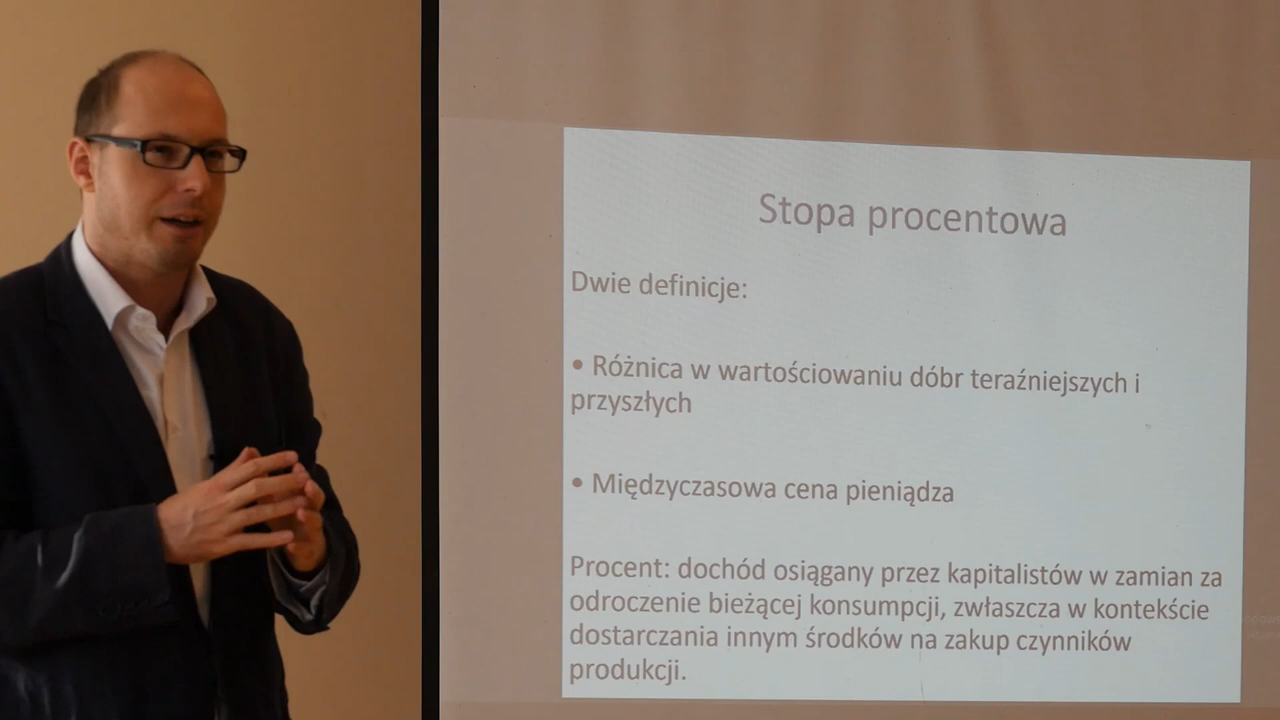 Stopa procentowa
Dwie definicje:
• Różnica w wartościowaniu dóbr teraźniejszych i
przyszłych
• Międzyczasowa cena pieniądza
Procent: dochód osiągany przez kapitalistów w zamian za
odroczenie bieżącej konsumpcji, zwłaszcza w kontekście
dostarczania innym środków na zakup czynników
produkcji.